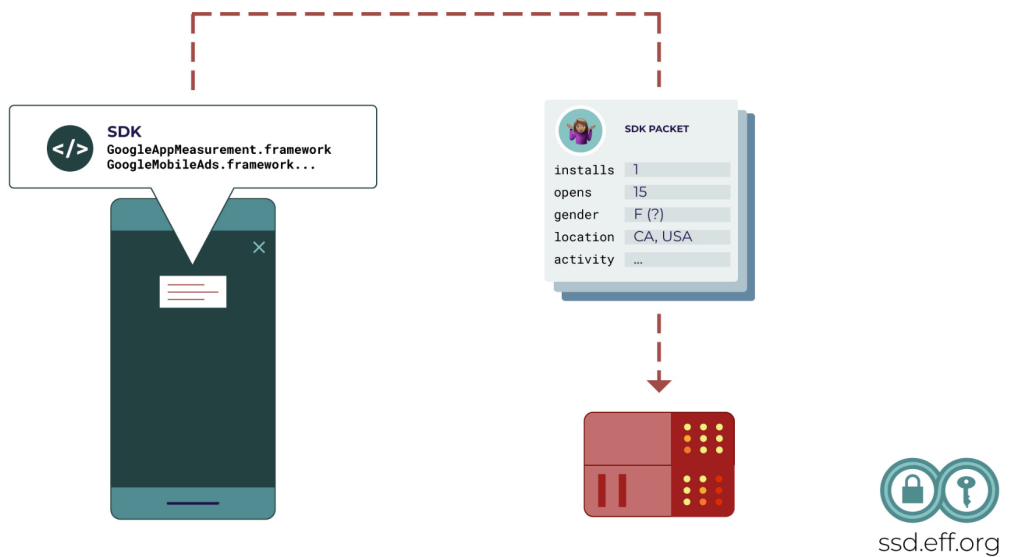 SDK
GoogleAppMeasurement.framework
GoogleMobileAds.framework...
SDK PACKET
installs 1
opens 15
gender F (?)
location CA, USA
activity ...
ssd.eff.org